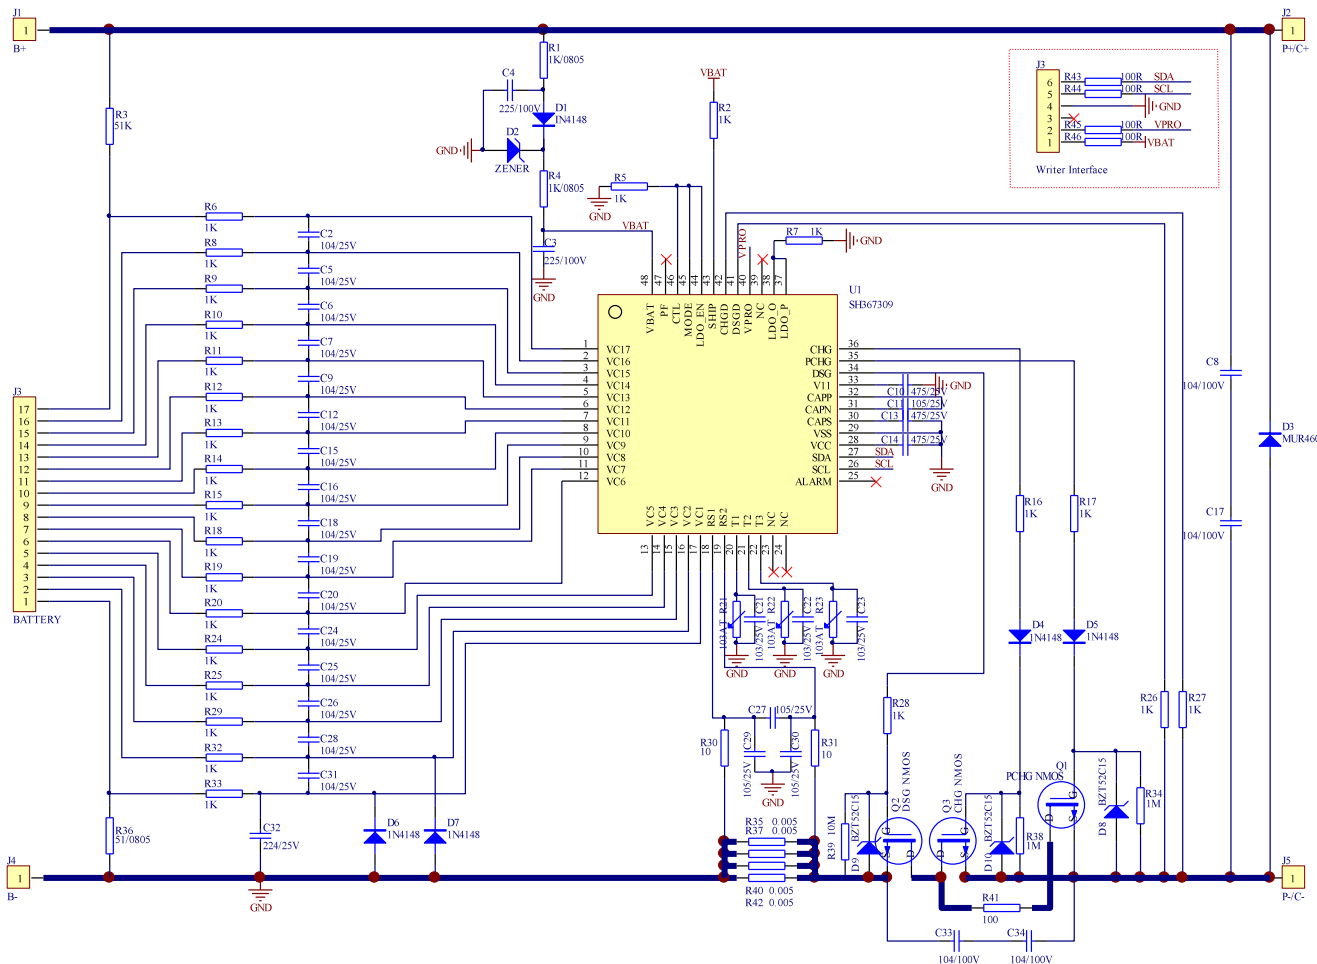 J1
1
B+
J2
1
P+/C+
R1
1K/0805
C4
225/100V
D1
1N4148
D2
ZENER
GND
R4
1K/0805
VBAT
R2
1K
J3
6 R43 100R SDA
5 R44 100R SCL
4 GND
3
2 R45 100R VPRO
1 R46 100R VBAT
Writer Interface
R3
51K
R5
1K
GND
VBAT
C3
225/100V
GND
VPRO
R7 1K
GND
R6
1K
C2
104/25V
R8
1K
C5
104/25V
R9
1K
C6
104/25V
R10
1K
C7
104/25V
R11
1K
C9
104/25V
R12
1K
C12
104/25V
R13
1K
C15
104/25V
R14
1K
C16
104/25V
R15
1K
C18
104/25V
R18
1K
C19
104/25V
R19
1K
C20
104/25V
R20
1K
C24
104/25V
R24
1K
C25
104/25V
R25
1K
C26
104/25V
R29
1K
C28
104/25V
R32
1K
C31
104/25V
R33
1K
J3
17
16
15
14
13
12
11
10
9
8
7
6
5
4
3
2
1
BATTERY
U1
SH367309
48 VBAT
47 PF
46 CTL
45 MODE
44 LDO_EN
43 SHIP
42 CHGD
41 DSGD
40 VPRO
39 NC
38 LDO_O
37 LDO_P
1 VC17
2 VC16
3 VC15
4 VC14
5 VC13
6 VC12
7 VC11
8 VC10
9 VC9
10 VC8
11 VC7
12 VC6
CHG 36
PCHG 35
DSG 34
V11 33
CAPP 32
CAPN 31
CAPS 30
VSS 29
VCC 28
SDA 27 SDA
SCL 26 SCL
ALARM 25
VC5 13
VC4 14
VC3 15
VC2 16
VC1 17
RS1 18
RS2 19
T1 20
T2 21
T3 22
NC 23
NC 24
GND
C10 475/25V
C11 105/25V
C13 475/25V
C14 475/25V
GND
C8
104/100V
C17
104/100V
D3
MUR460
R16
1K
R17
1K
D4
1N4148
D5
1N4148
R21
103AT
C21
103/25V
R22
103AT
C22
103/25V
R23
103AT
C23
103/25V
GND
GND
GND
R26
1K
R27
1K
R28
1K
C27 105/25V
R30
10
C29
105/25V
C30
105/25V
R31
10
GND
R36
51/0805
C32
224/25V
D6
1N4148
D7
1N4148
R35 0.005
R37 0.005
R40 0.005
R42 0.005
R39 10M
D9 BZT52C15
Q2
DSG NMOS
G
S
D
Q3
CHG NMOS
G
D
S
D10 BZT52C15
R38
1M
Q1
PCHG NMOS
G
D
S
D8 BZT52C15
R34
1M
R41
100
C33
104/100V
C34
104/100V
J4
1
B-
GND
J5
1
P-/C-